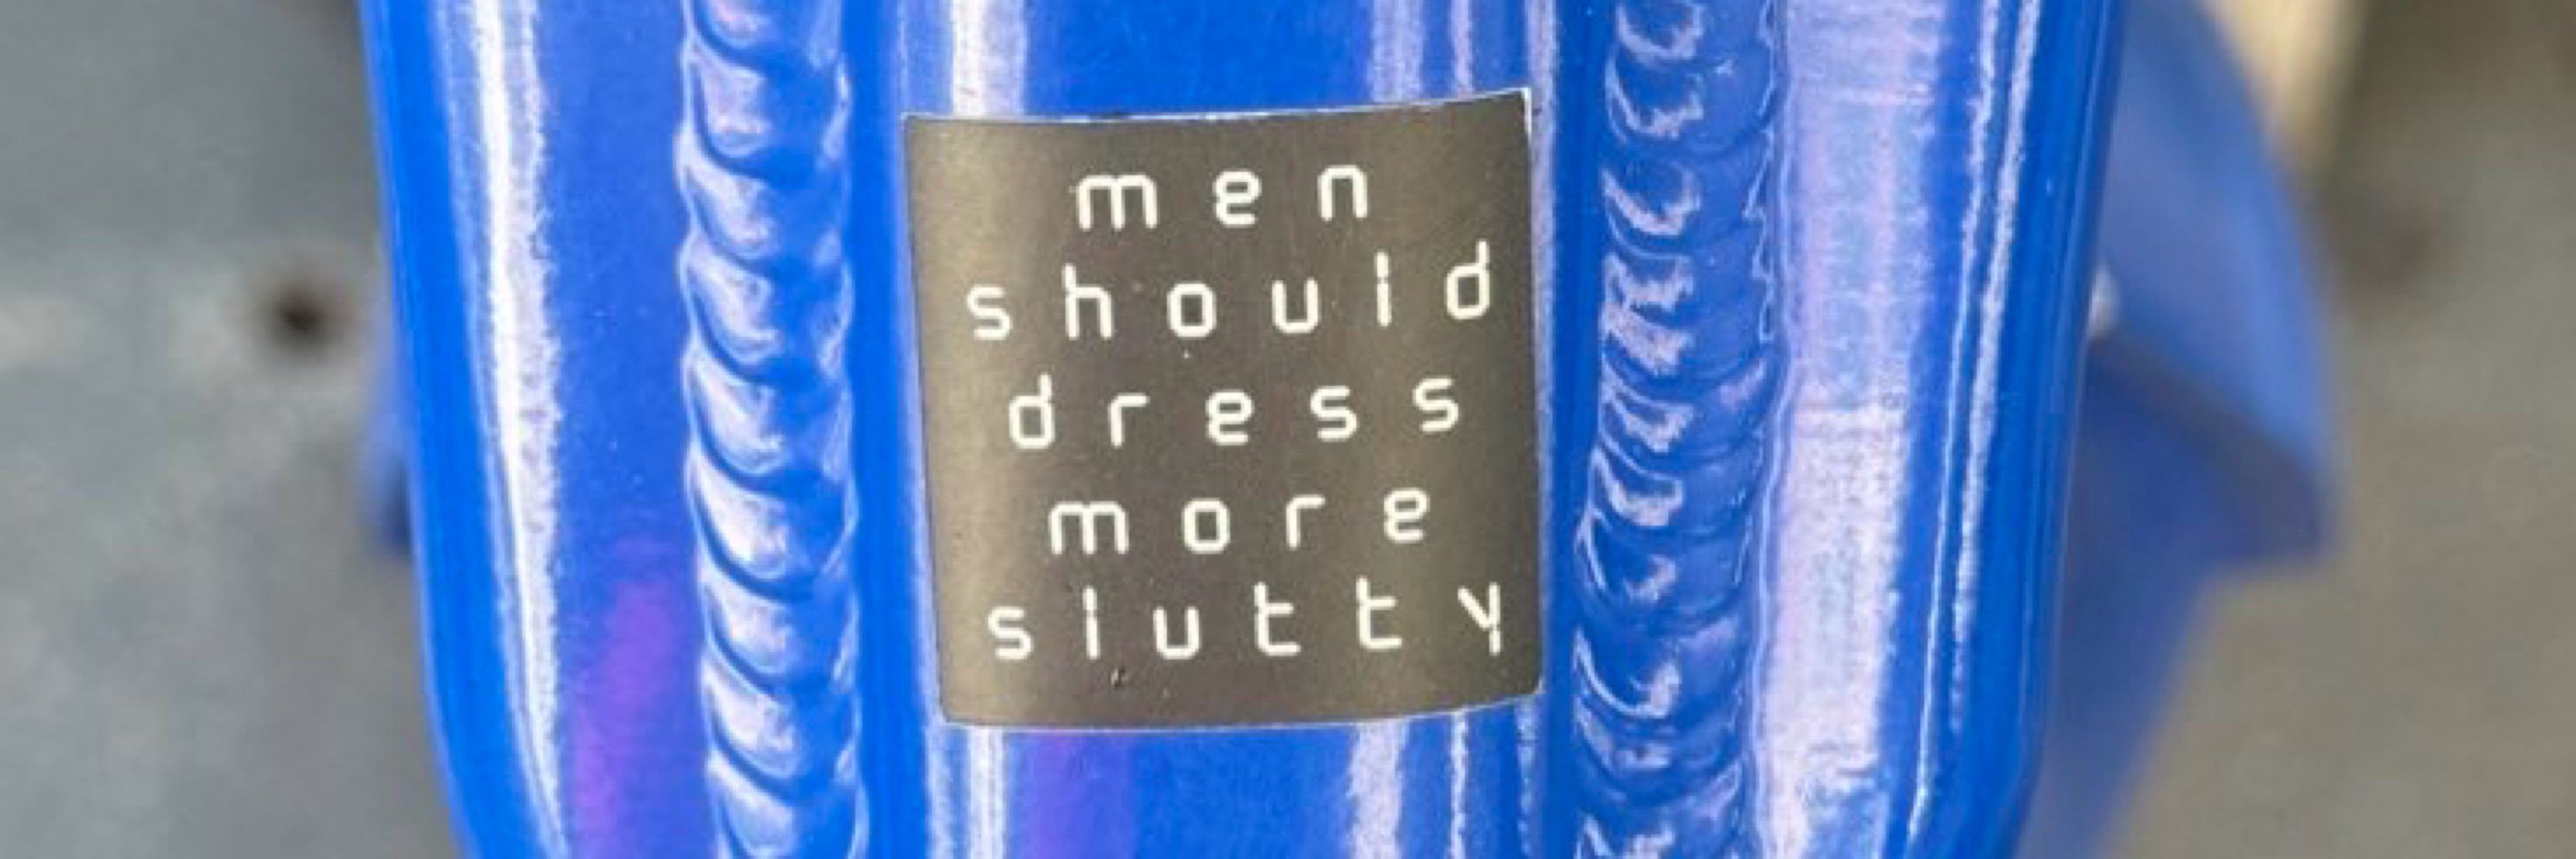 men
should
dress
more
slutty